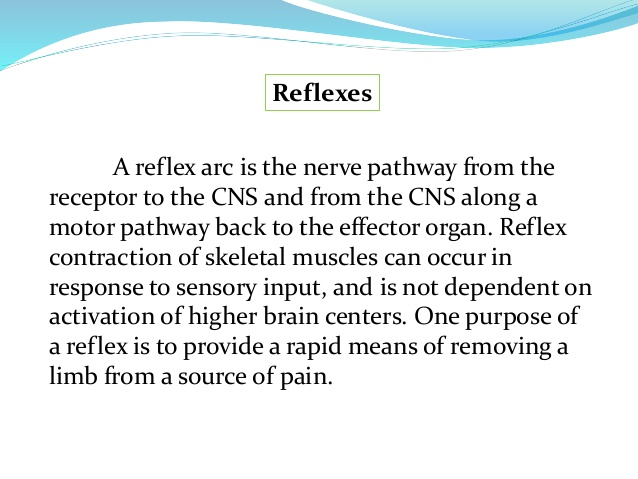 Reflexes
A reflex arc is the nerve pathway from the
receptor to the CNS and from the CNS along a
motor pathway back to the effector organ. Reflex
contraction of skeletal muscles can occur in
response to sensory input, and is not dependent on
activation of higher brain centers. One purpose of
a reflex is to provide a rapid means of removing a
limb from a source of pain.